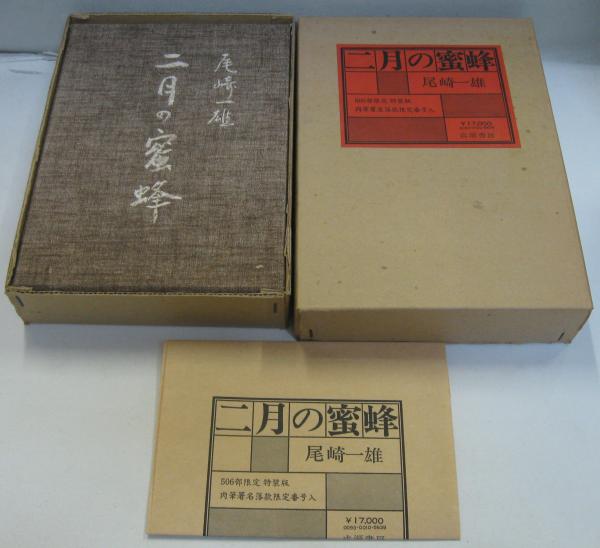 尾崎一雄
二月の蜜蜂
二月の蜜蜂
尾崎一雄
506部限定 特装版
肉筆署名落款限定番号入
¥17,000
二月の蜜蜂
尾崎一雄
506部限定 特装版
肉筆署名落款限定番号入
¥17,000